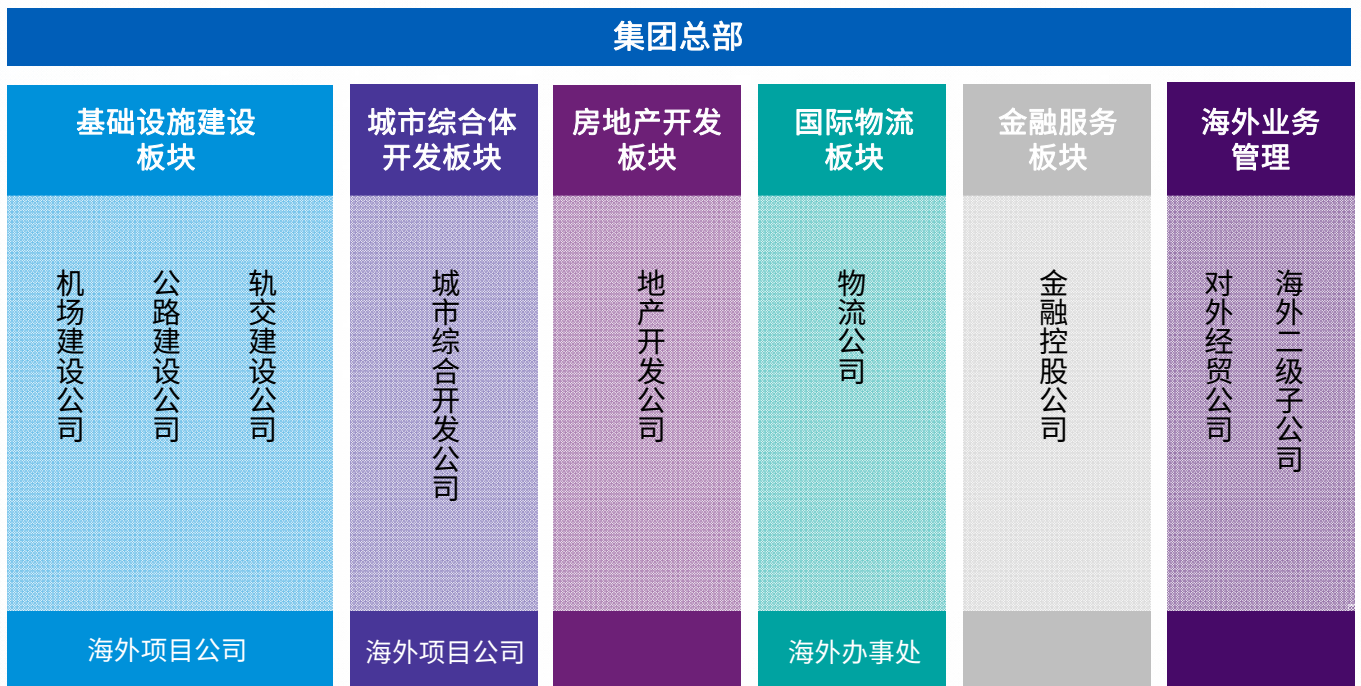 集团总部
基础设施建设
板块
城市综合体
开发板块
房地产开发
板块
国际物流
板块
金融服务
板块
海外业务
管理
机场建设公司
公路建设公司
轨交建设公司
城市综合开发公司
地产开发公司
物流公司
金融控股公司
对外经贸公司
海外二级子公司
海外项目公司
海外项目公司
海外办事处